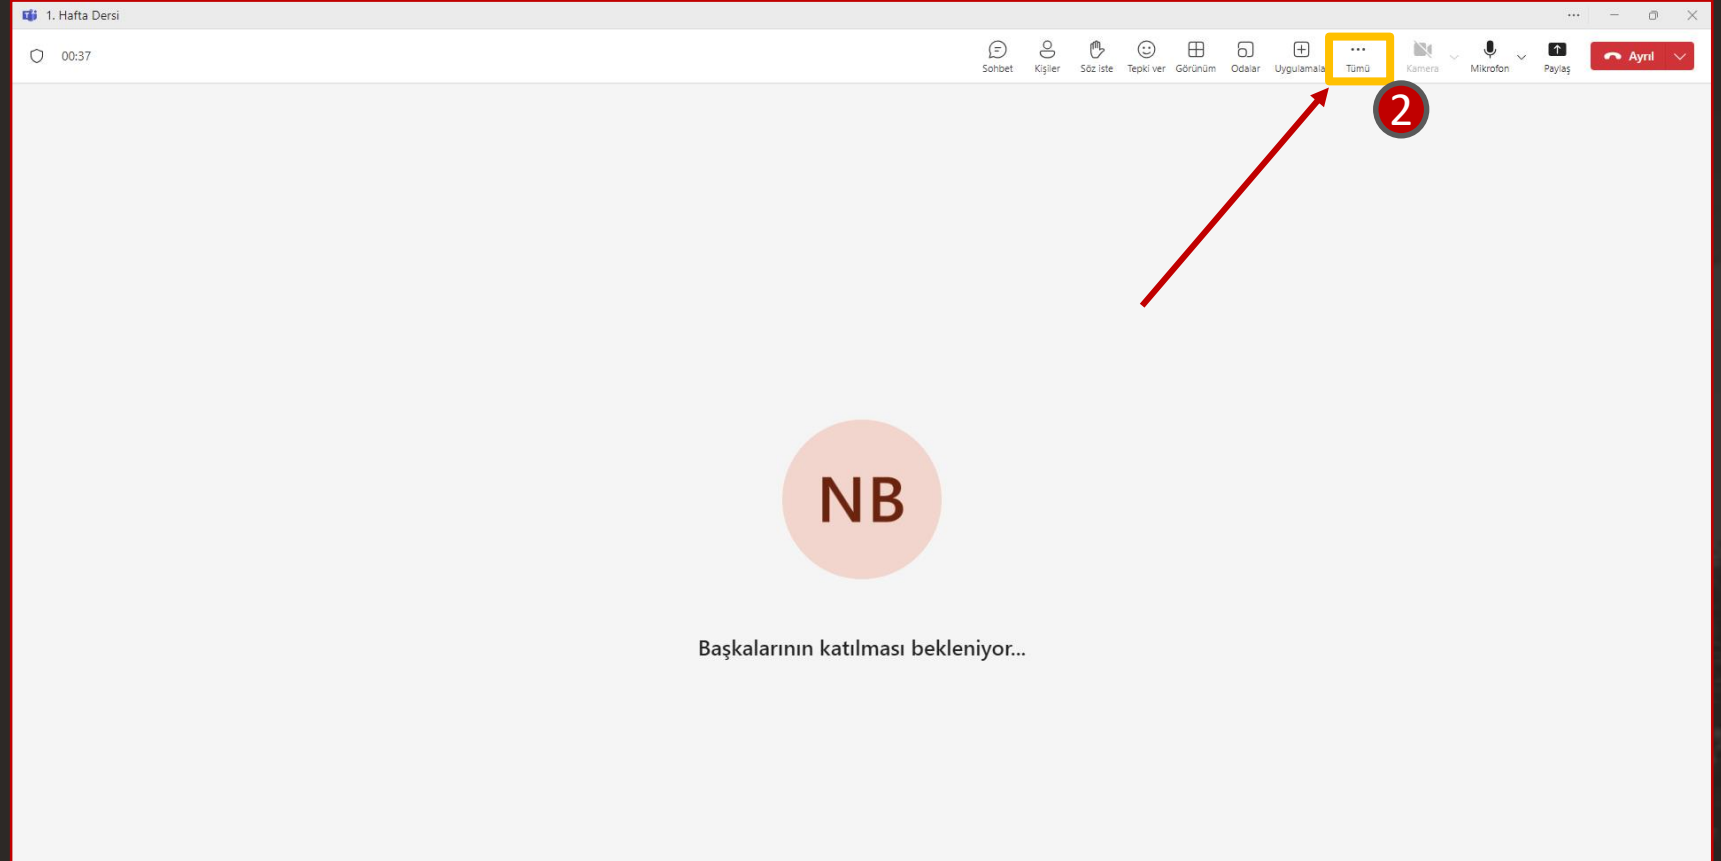 1. Hafta Dersi
00:37
Sohbet Kişiler Söz iste Tepki ver Görünüm Odalar Uygulamala Tümü Kamera Mikrofon Paylaş Ayrıl
2
NB
Başkalarının katılması bekleniyor...